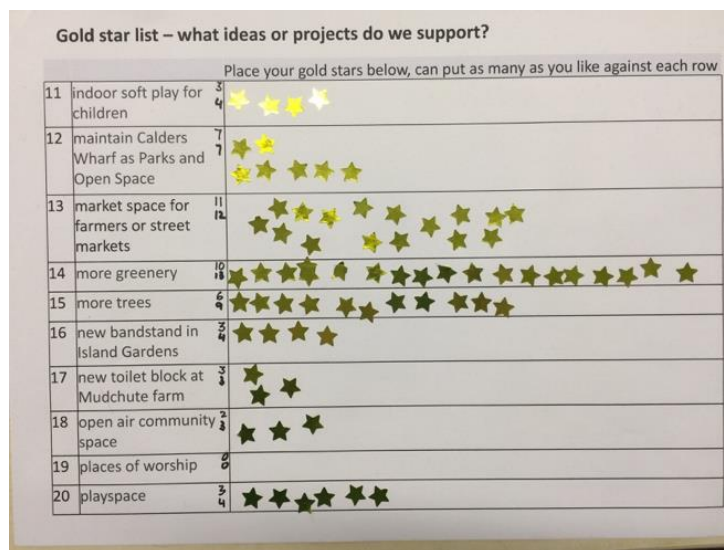 Gold star list – what ideas or projects do we support?
Place your gold stars below, can put as many as you like against each row
11 indoor soft play for 3
children 4
12 maintain Calders 7
Wharf as Parks and 7
Open Space
13 market space for 11
farmers or street 12
markets
14 more greenery 10
18
15 more trees 6
9
16 new bandstand in 3
Island Gardens 4
17 new toilet block at 3
Mudchute farm 3
18 open air community 2
space 3
19 places of worship 0
0
20 playspace 3
4